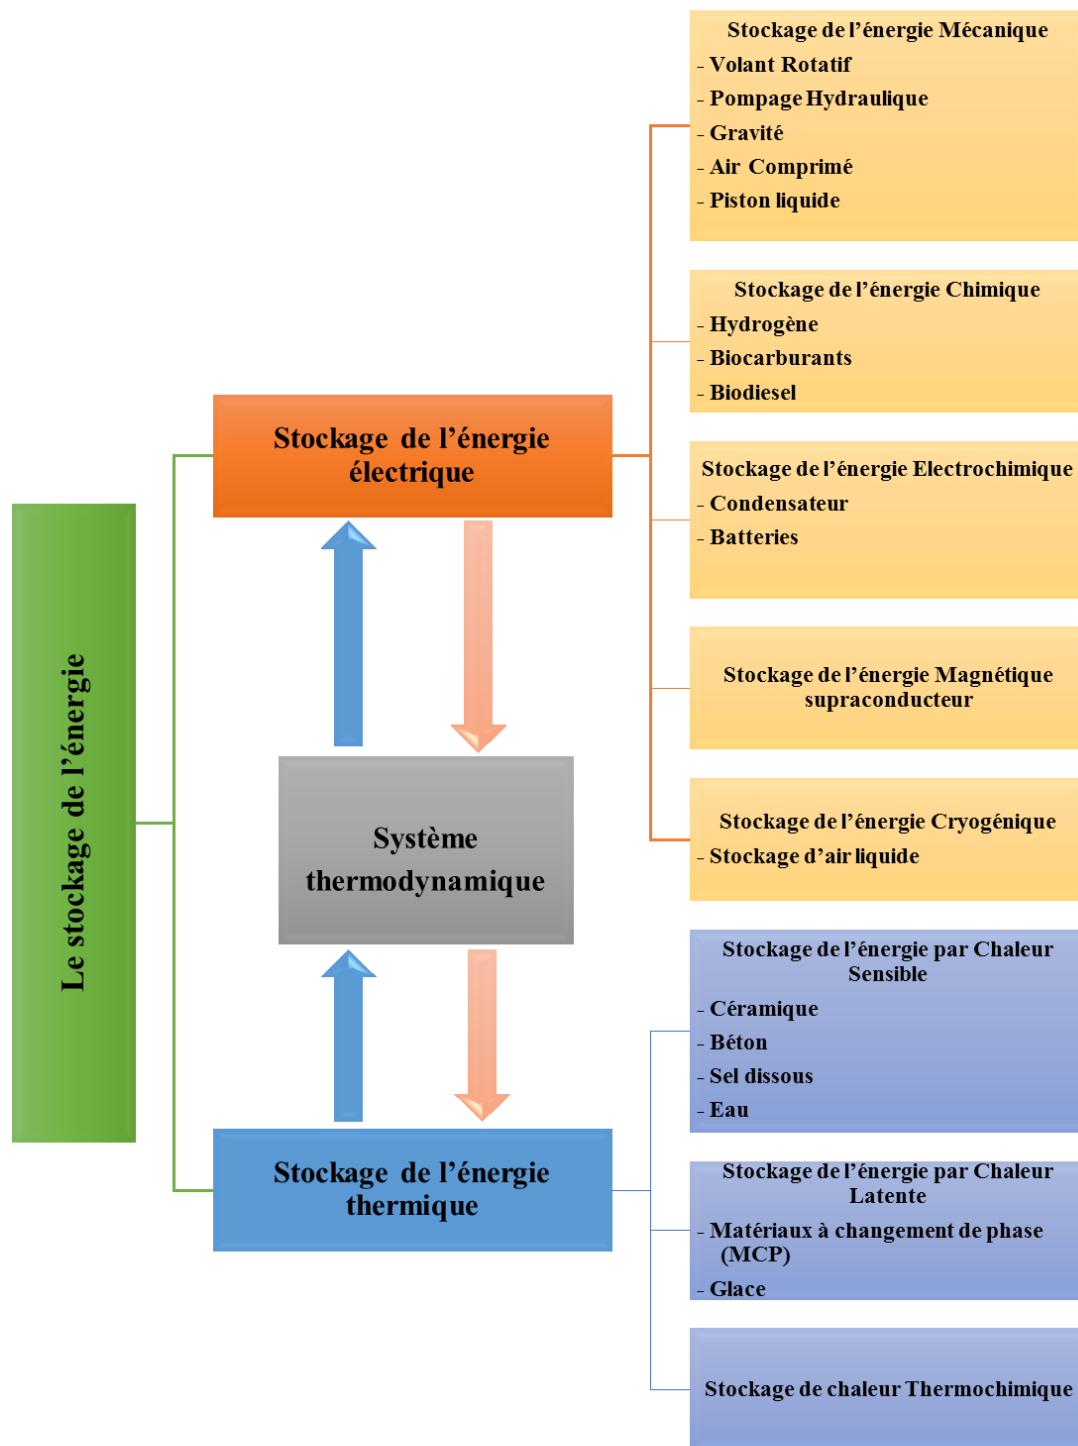 Le stockage de l’énergie
Stockage de l’énergie
électrique
Système
thermodynamique
Stockage de l’énergie
thermique
Stockage de l’énergie Mécanique
- Volant Rotatif
- Pompage Hydraulique
- Gravité
- Air Comprimé
- Piston liquide
Stockage de l’énergie Chimique
- Hydrogène
- Biocarburants
- Biodiesel
Stockage de l’énergie Electrochimique
- Condensateur
- Batteries
Stockage de l’énergie Magnétique
supraconducteur
Stockage de l’énergie Cryogénique
- Stockage d’air liquide
Stockage de l’énergie par Chaleur
Sensible
- Céramique
- Béton
- Sel dissous
- Eau
Stockage de l’énergie par Chaleur
Latente
- Matériaux à changement de phase
(MCP)
- Glace
Stockage de chaleur Thermochimique